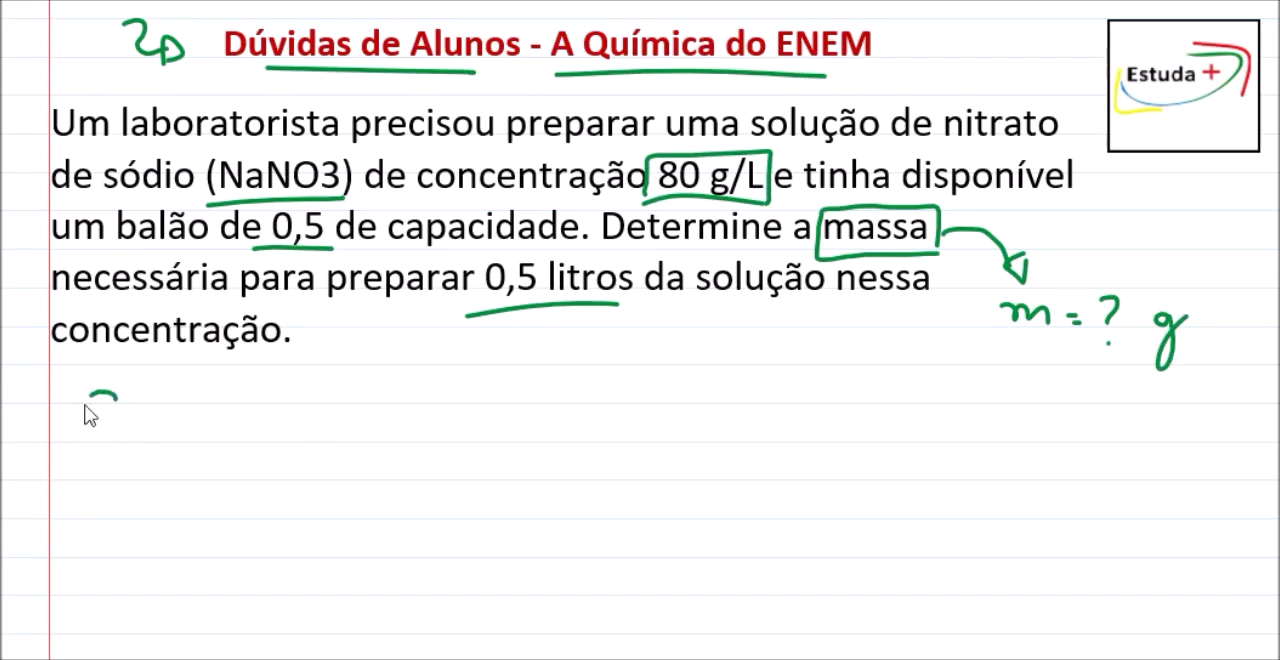 Dúvidas de Alunos - A Química do ENEM
Estuda +
Um laboratorista precisou preparar uma solução de nitrato
de sódio (NaNO3) de concentração 80 g/L e tinha disponível
um balão de 0,5 de capacidade. Determine a massa
necessária para preparar 0,5 litros da solução nessa
concentração.
m = ? g